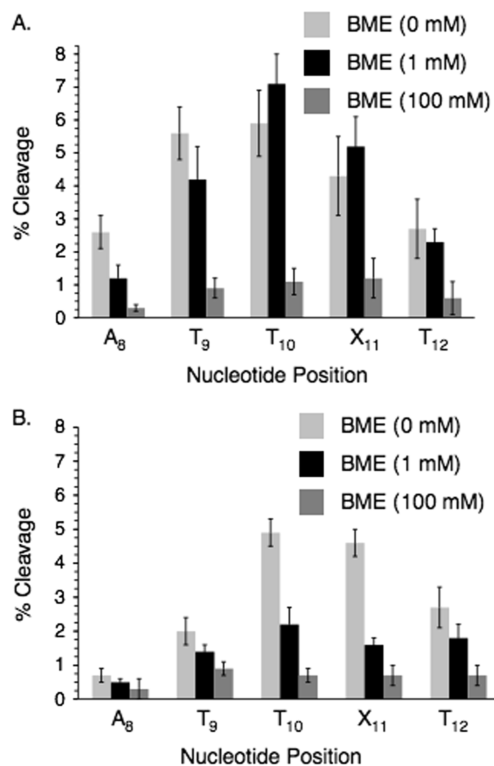 A.
BME (0 mM)
BME (1 mM)
BME (100 mM)
8
7
6
5
4
3
2
1
0
% Cleavage
A₈ T₉ T₁₀ X₁₁ T₁₂
Nucleotide Position
B.
BME (0 mM)
BME (1 mM)
BME (100 mM)
8
7
6
5
4
3
2
1
0
% Cleavage
A₈ T₉ T₁₀ X₁₁ T₁₂
Nucleotide Position